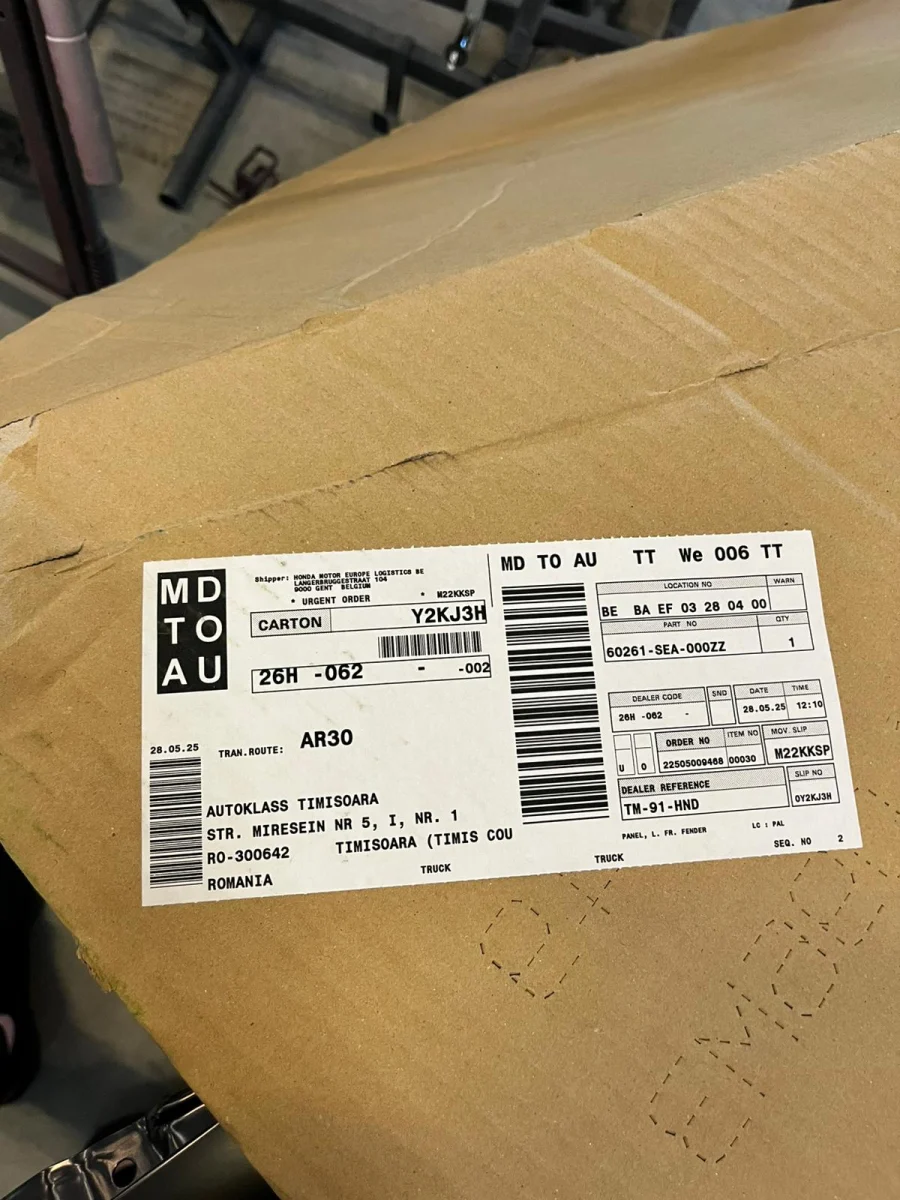 MD
TO
AU
Shipper: HONDA MOTOR EUROPE LOGISTICS BE
LANGERBRUGGESTRAAT 104
9000 GENT BELGIUM
* URGENT ORDER * M22KKSP
CARTON Y2KJ3H
26H -062 - -002
28.05.25 TRAN.ROUTE: AR30
AUTOKLASS TIMISOARA
STR. MIRESEIN NR 5, I, NR. 1
RO-300642 TIMISOARA (TIMIS COU
ROMANIA
TRUCK
MD TO AU TT We 006 TT
LOCATION NO WARN
BE BA EF 03 28 04 00
PART NO QTY
60261-SEA-000ZZ 1
DEALER CODE SND DATE TIME
26H -062 - 28.05.25 12:10
ORDER NO ITEM NO MOV. SLIP
U 0 22505009468 00030 M22KKSP
DEALER REFERENCE SLIP NO
TM-91-HND 0Y2KJ3H
PANEL, L. FR. FENDER LC : PAL
TRUCK SEQ. NO 2